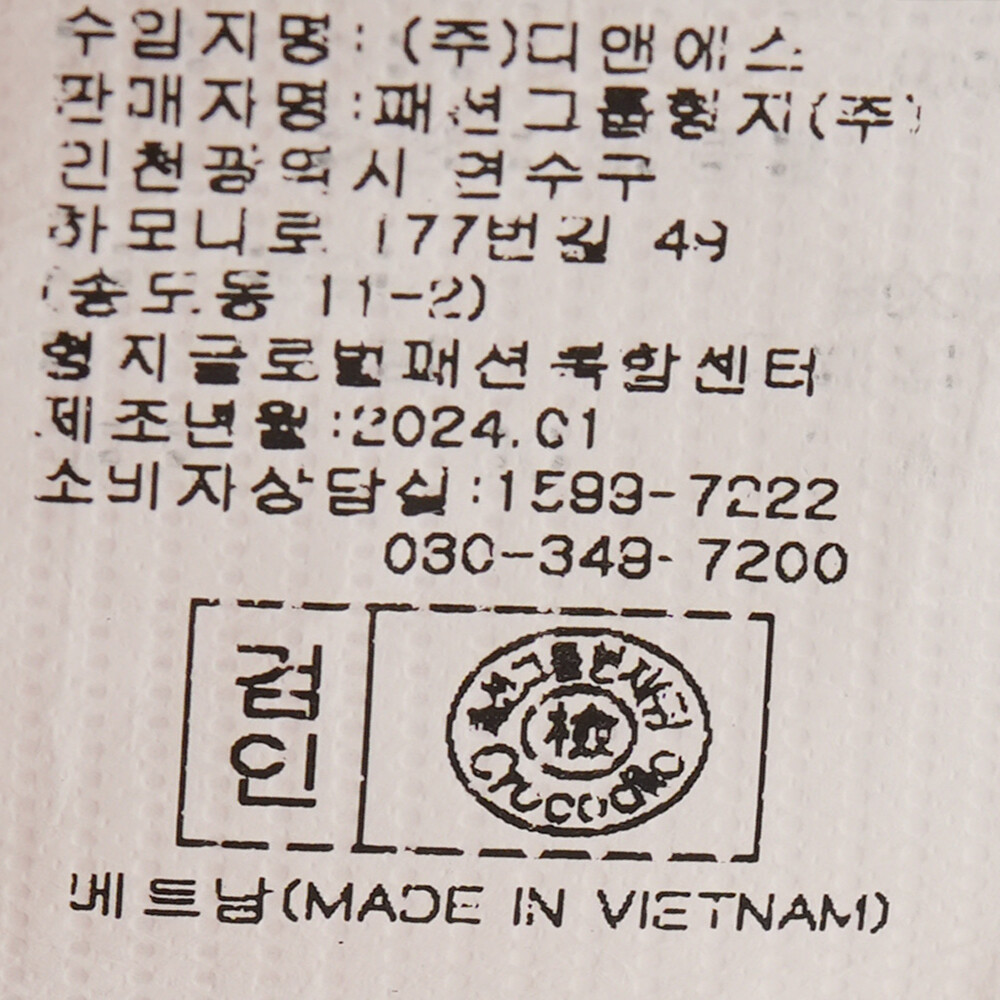 수입자명:(주)디앤에스
판매자명:패션그룹형지(주)
인천광역시 연수구
하모니로 177번길 49
(송도동 11-2)
형지글로벌패션복합센터
제조년월:2024.01
소비자상담실:1599-7222
030-349-7200
검인
檢
베트남(MADE IN VIETNAM)